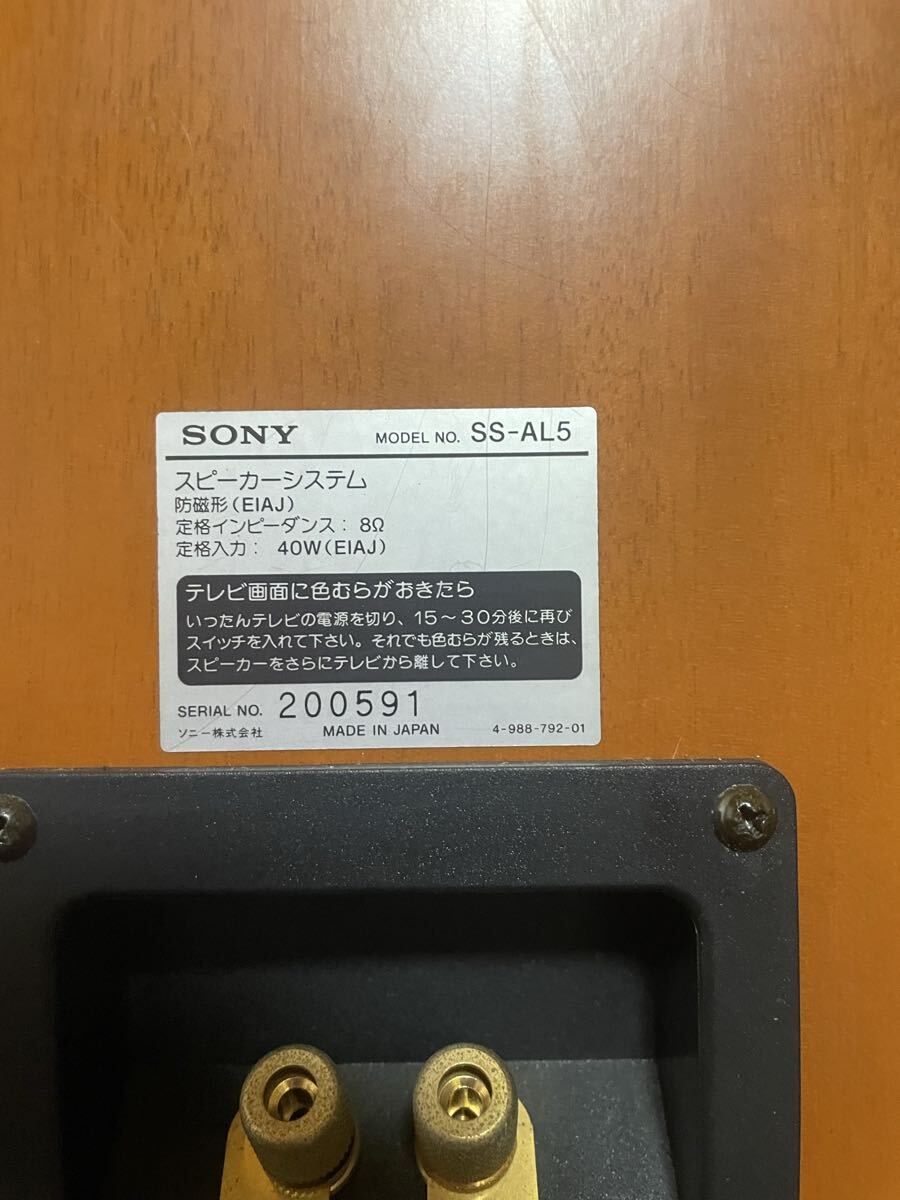 SONY MODEL NO. SS-AL5
スピーカーシステム
防磁形(EIAJ)
定格インピーダンス: 8Ω
定格入力: 40W(EIAJ)
テレビ画面に色むらがおきたら
いったんテレビの電源を切り、15〜30分後に再び
スイッチを入れて下さい。それでも色むらが残るときは、
スピーカーをさらにテレビから離して下さい。
SERIAL NO. 200591
ソニー株式会社 MADE IN JAPAN 4-988-792-01